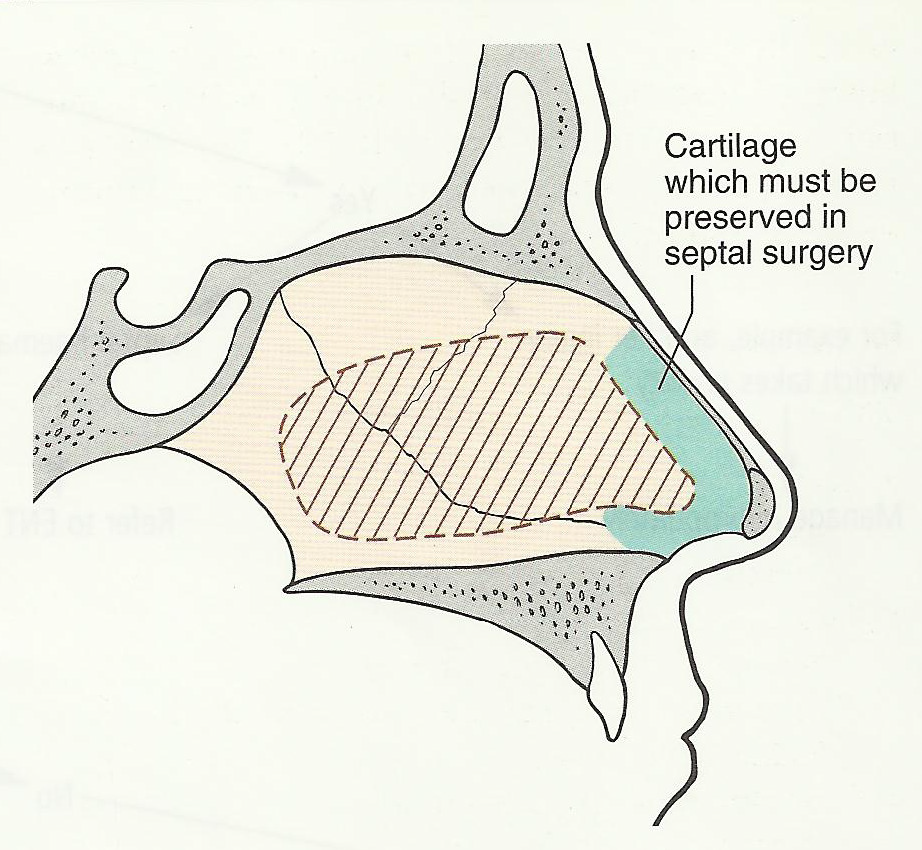 Cartilage
which must be
preserved in
septal surgery